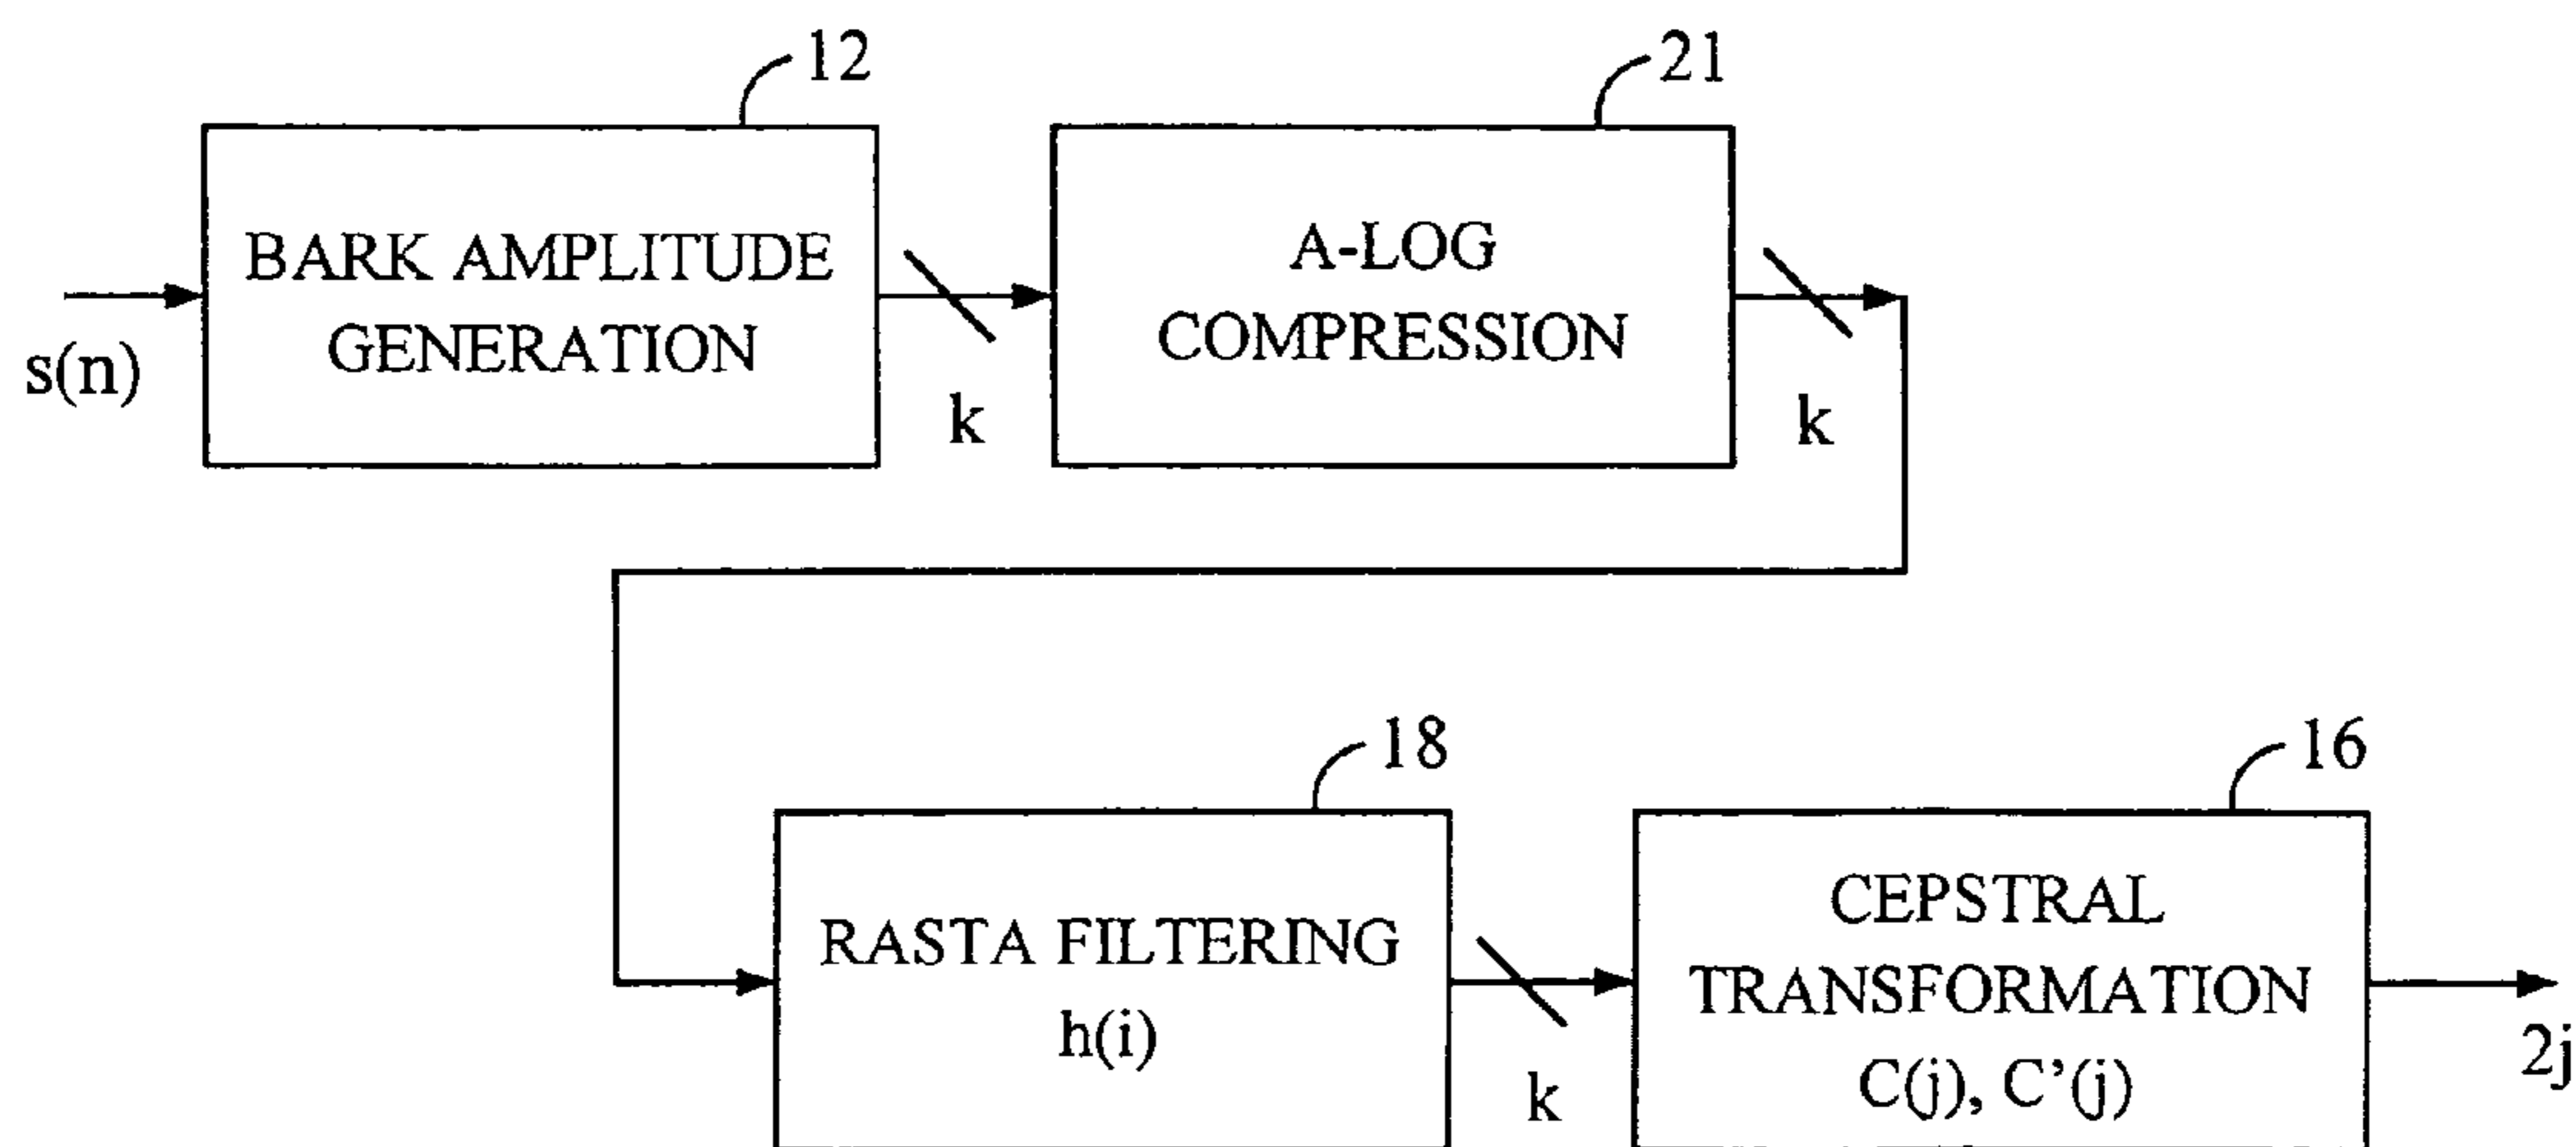 12
21
BARK AMPLITUDE
GENERATION
s(n)
k
A-LOG
COMPRESSION
k
18
16
RASTA FILTERING
h(i)
k
CEPSTRAL
TRANSFORMATION
C(j), C'(j)
2j